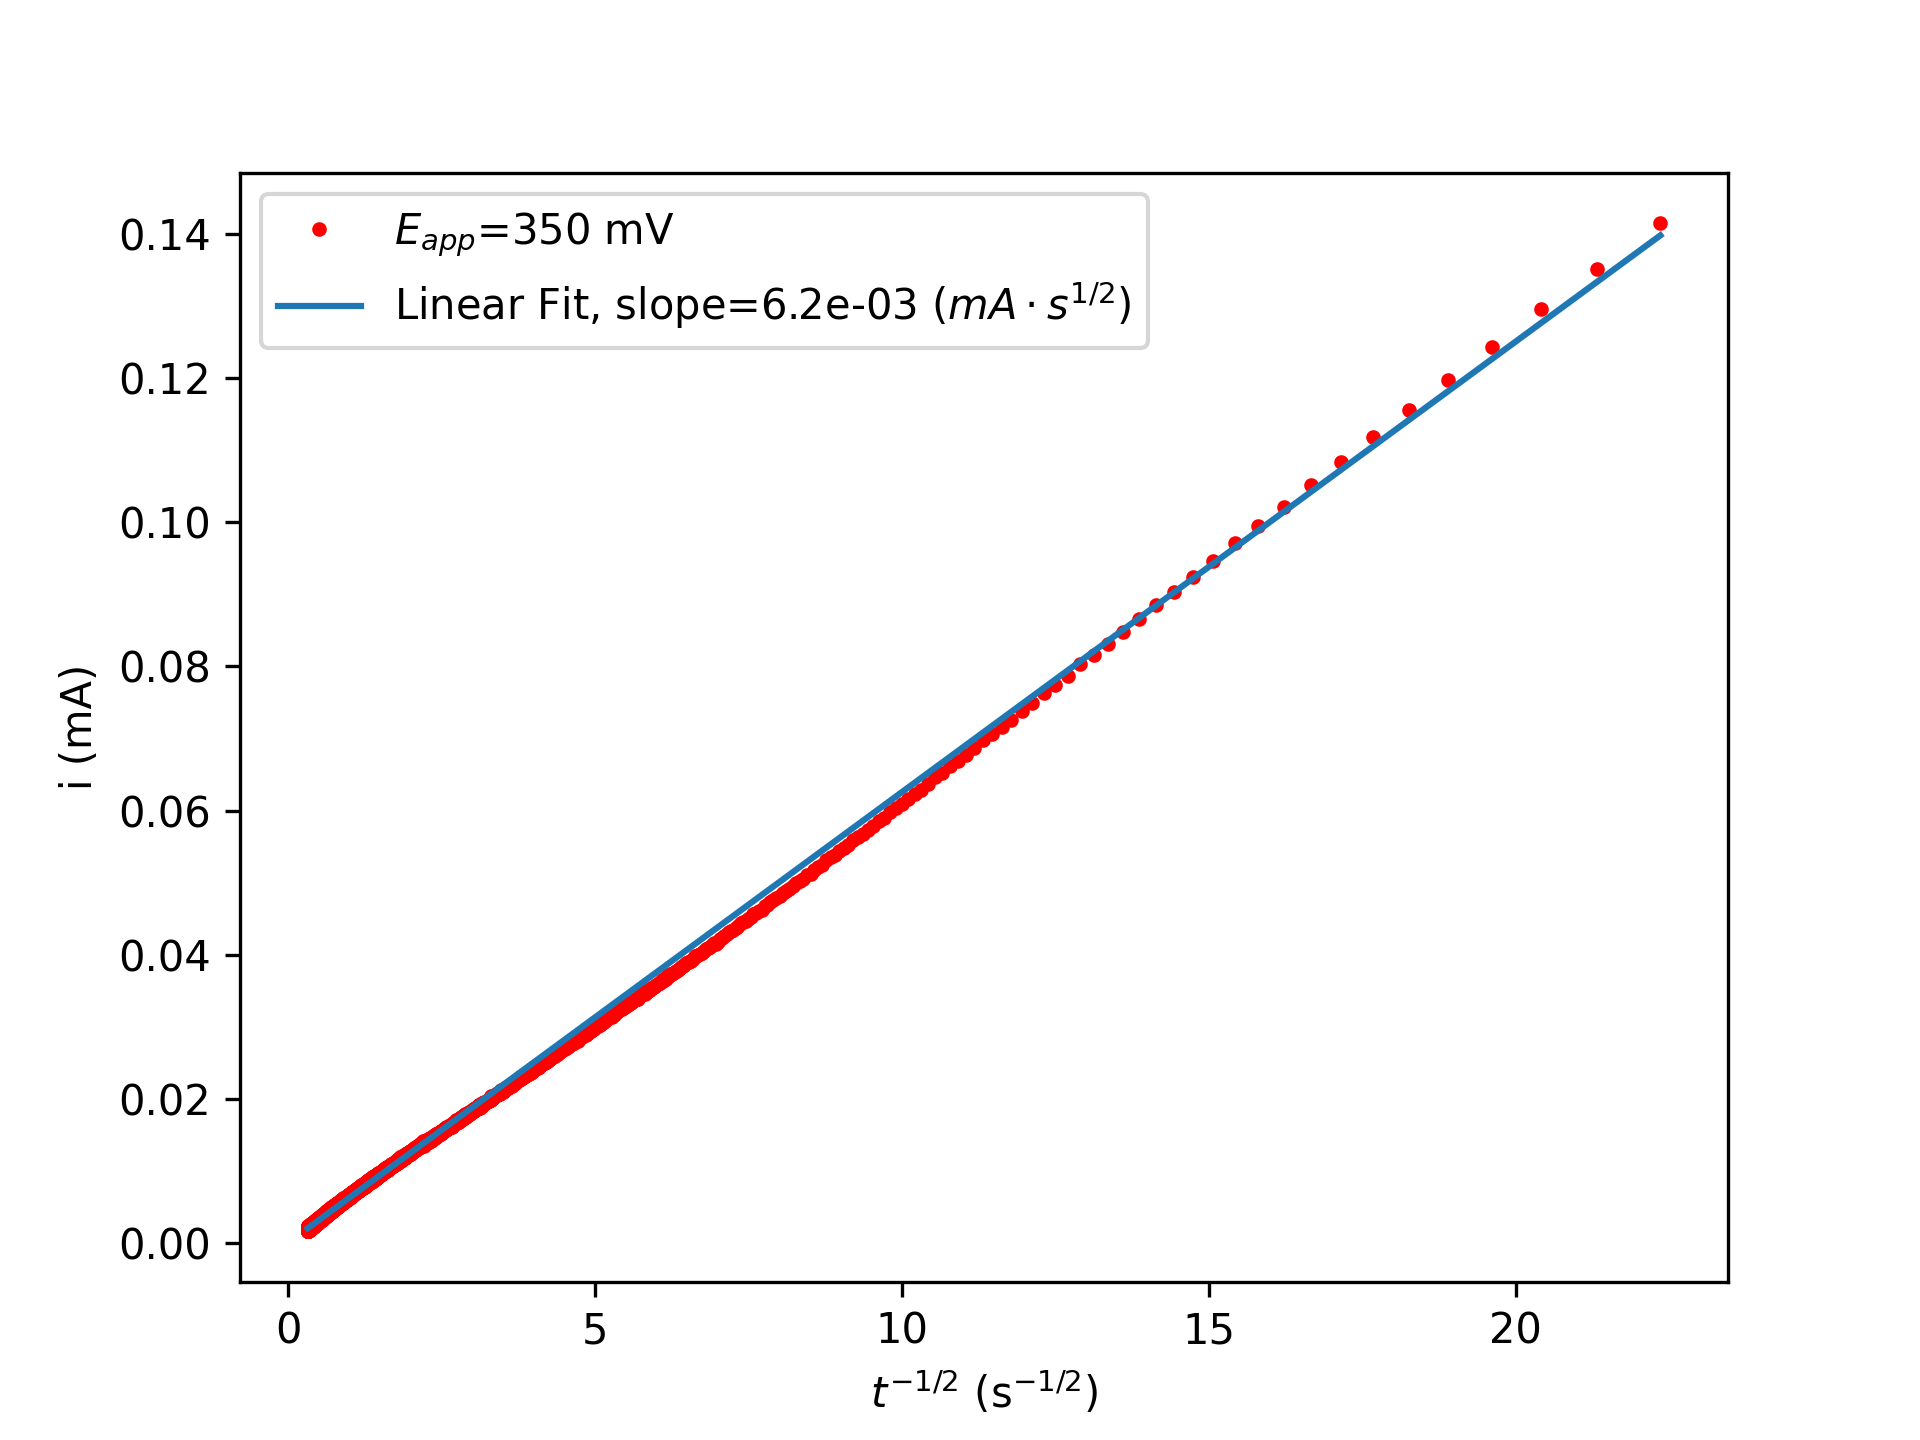 E_app=350 mV
Linear Fit, slope=6.2e-03 (mA · s^1/2)
0.14
0.12
0.10
0.08
0.06
0.04
0.02
0.00
i (mA)
0 5 10 15 20
t^−1/2 (s^−1/2)